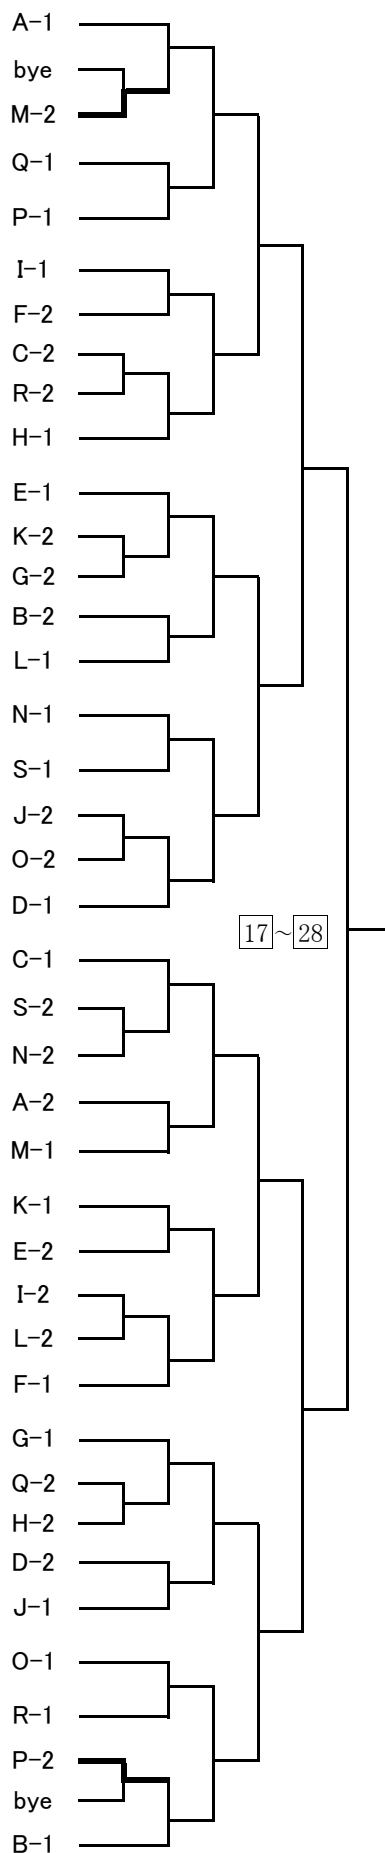 A-1
bye
M-2
Q-1
P-1
I-1
F-2
C-2
R-2
H-1
E-1
K-2
G-2
B-2
L-1
N-1
S-1
J-2
O-2
D-1
17～28
C-1
S-2
N-2
A-2
M-1
K-1
E-2
I-2
L-2
F-1
G-1
Q-2
H-2
D-2
J-1
O-1
R-1
P-2
bye
B-1